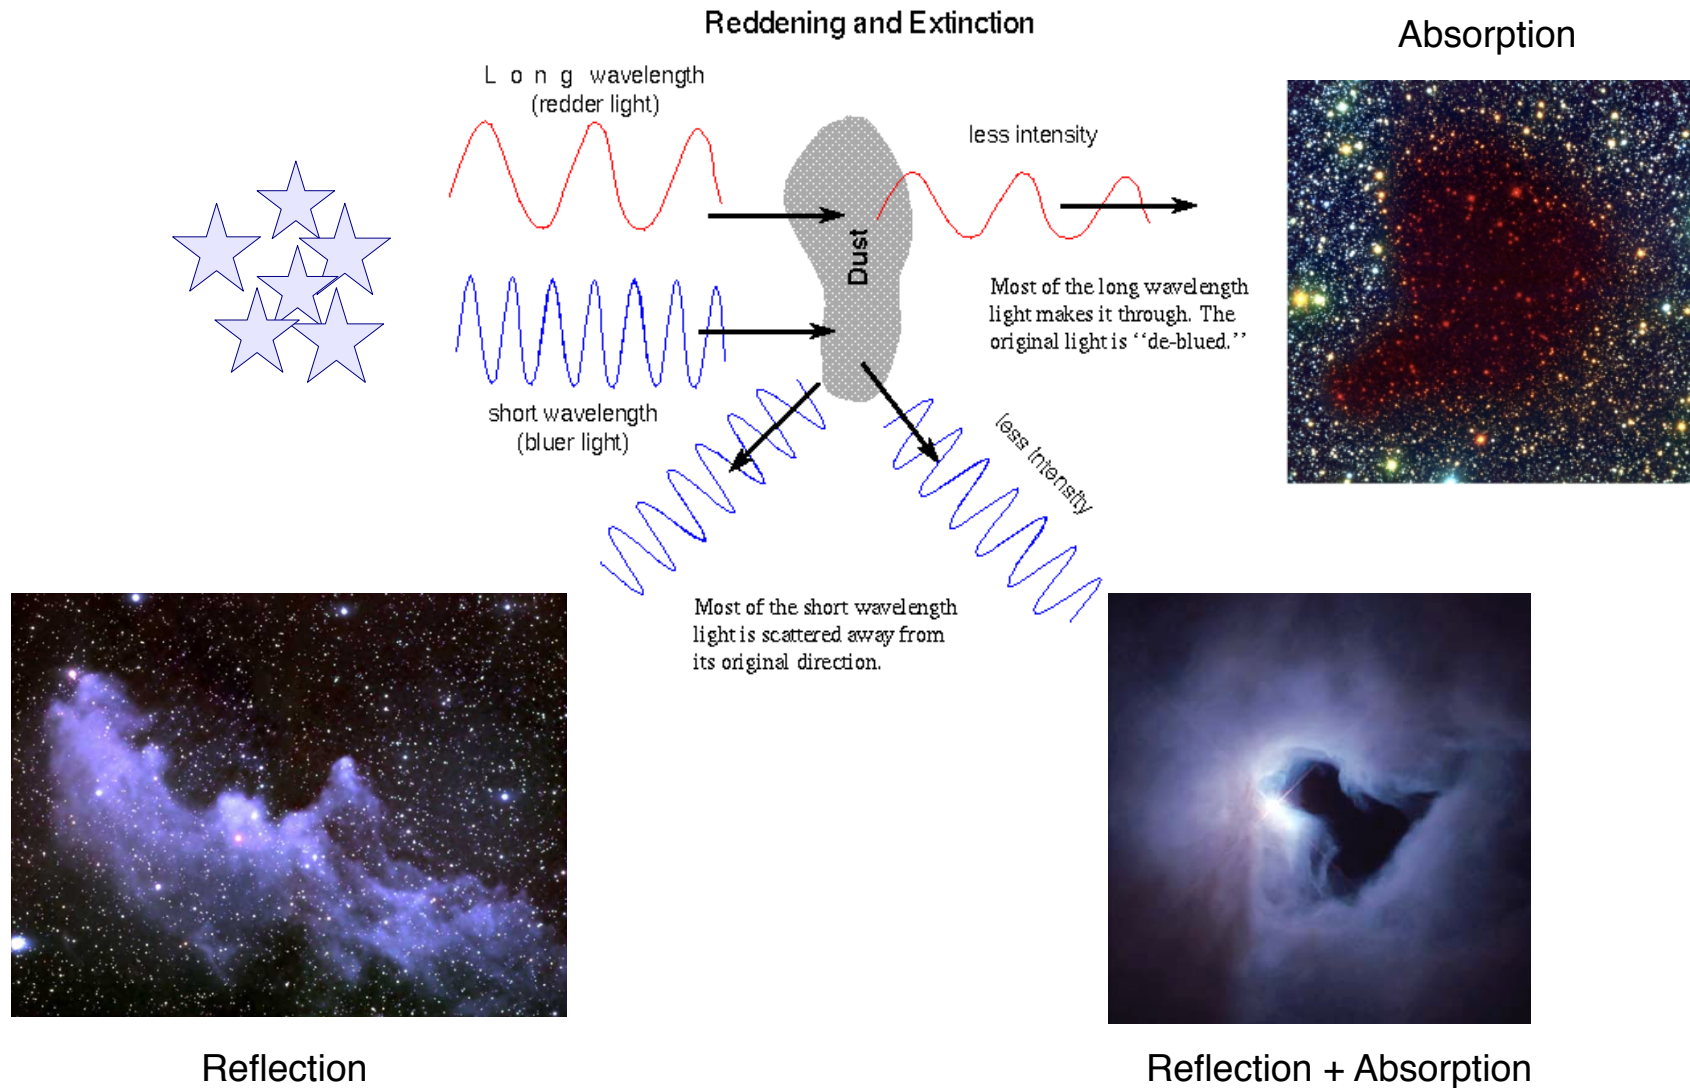 Reddening and Extinction
Absorption
L o n g wavelength
(redder light)
less intensity
Dust
Most of the long wavelength
light makes it through. The
original light is ‘‘de-blued.’’
short wavelength
(bluer light)
less intensity
Most of the short wavelength
light is scattered away from
its original direction.
Reflection
Reflection + Absorption